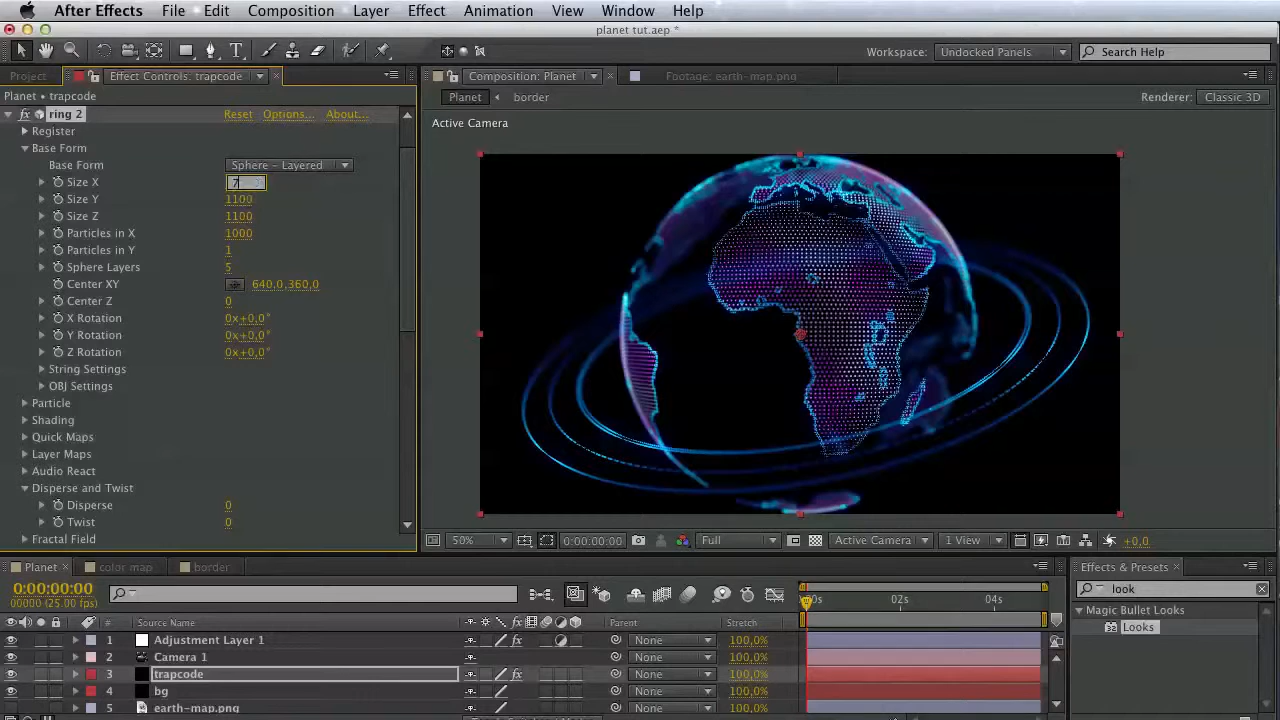 After Effects File Edit Composition Layer Effect Animation View Window Help
planet tut.aep *
Workspace: Undocked Panels Search Help
Project Effect Controls: trapcode Composition: Planet Footage: earth-map.png
Planet • trapcode Planet border Renderer: Classic 3D
fx ring 2 Reset Options... About...
Active Camera
Register
Base Form
Base Form Sphere - Layered
Size X 7
Size Y 1100
Size Z 1100
Particles in X 1000
Particles in Y 1
Sphere Layers 5
Center XY 640,0,360,0
Center Z 0
X Rotation 0x+0,0°
Y Rotation 0x+0,0°
Z Rotation 0x+0,0°
String Settings
OBJ Settings
Particle
Shading
Quick Maps
Layer Maps
Audio React
Disperse and Twist
Disperse 0
Twist 0
Fractal Field
50% 0:00:00:00 Full Active Camera 1 View +0,0
Planet color map border Effects & Presets
0:00:00:00
00000 (25.00 fps)
look
0s 02s 04s
Magic Bullet Looks
Looks
# Source Name Parent Stretch
1 Adjustment Layer 1 fx None 100,0%
2 Camera 1 None 100,0%
3 trapcode fx None 100,0%
4 bg None 100,0%
5 earth-map.png None 100,0%